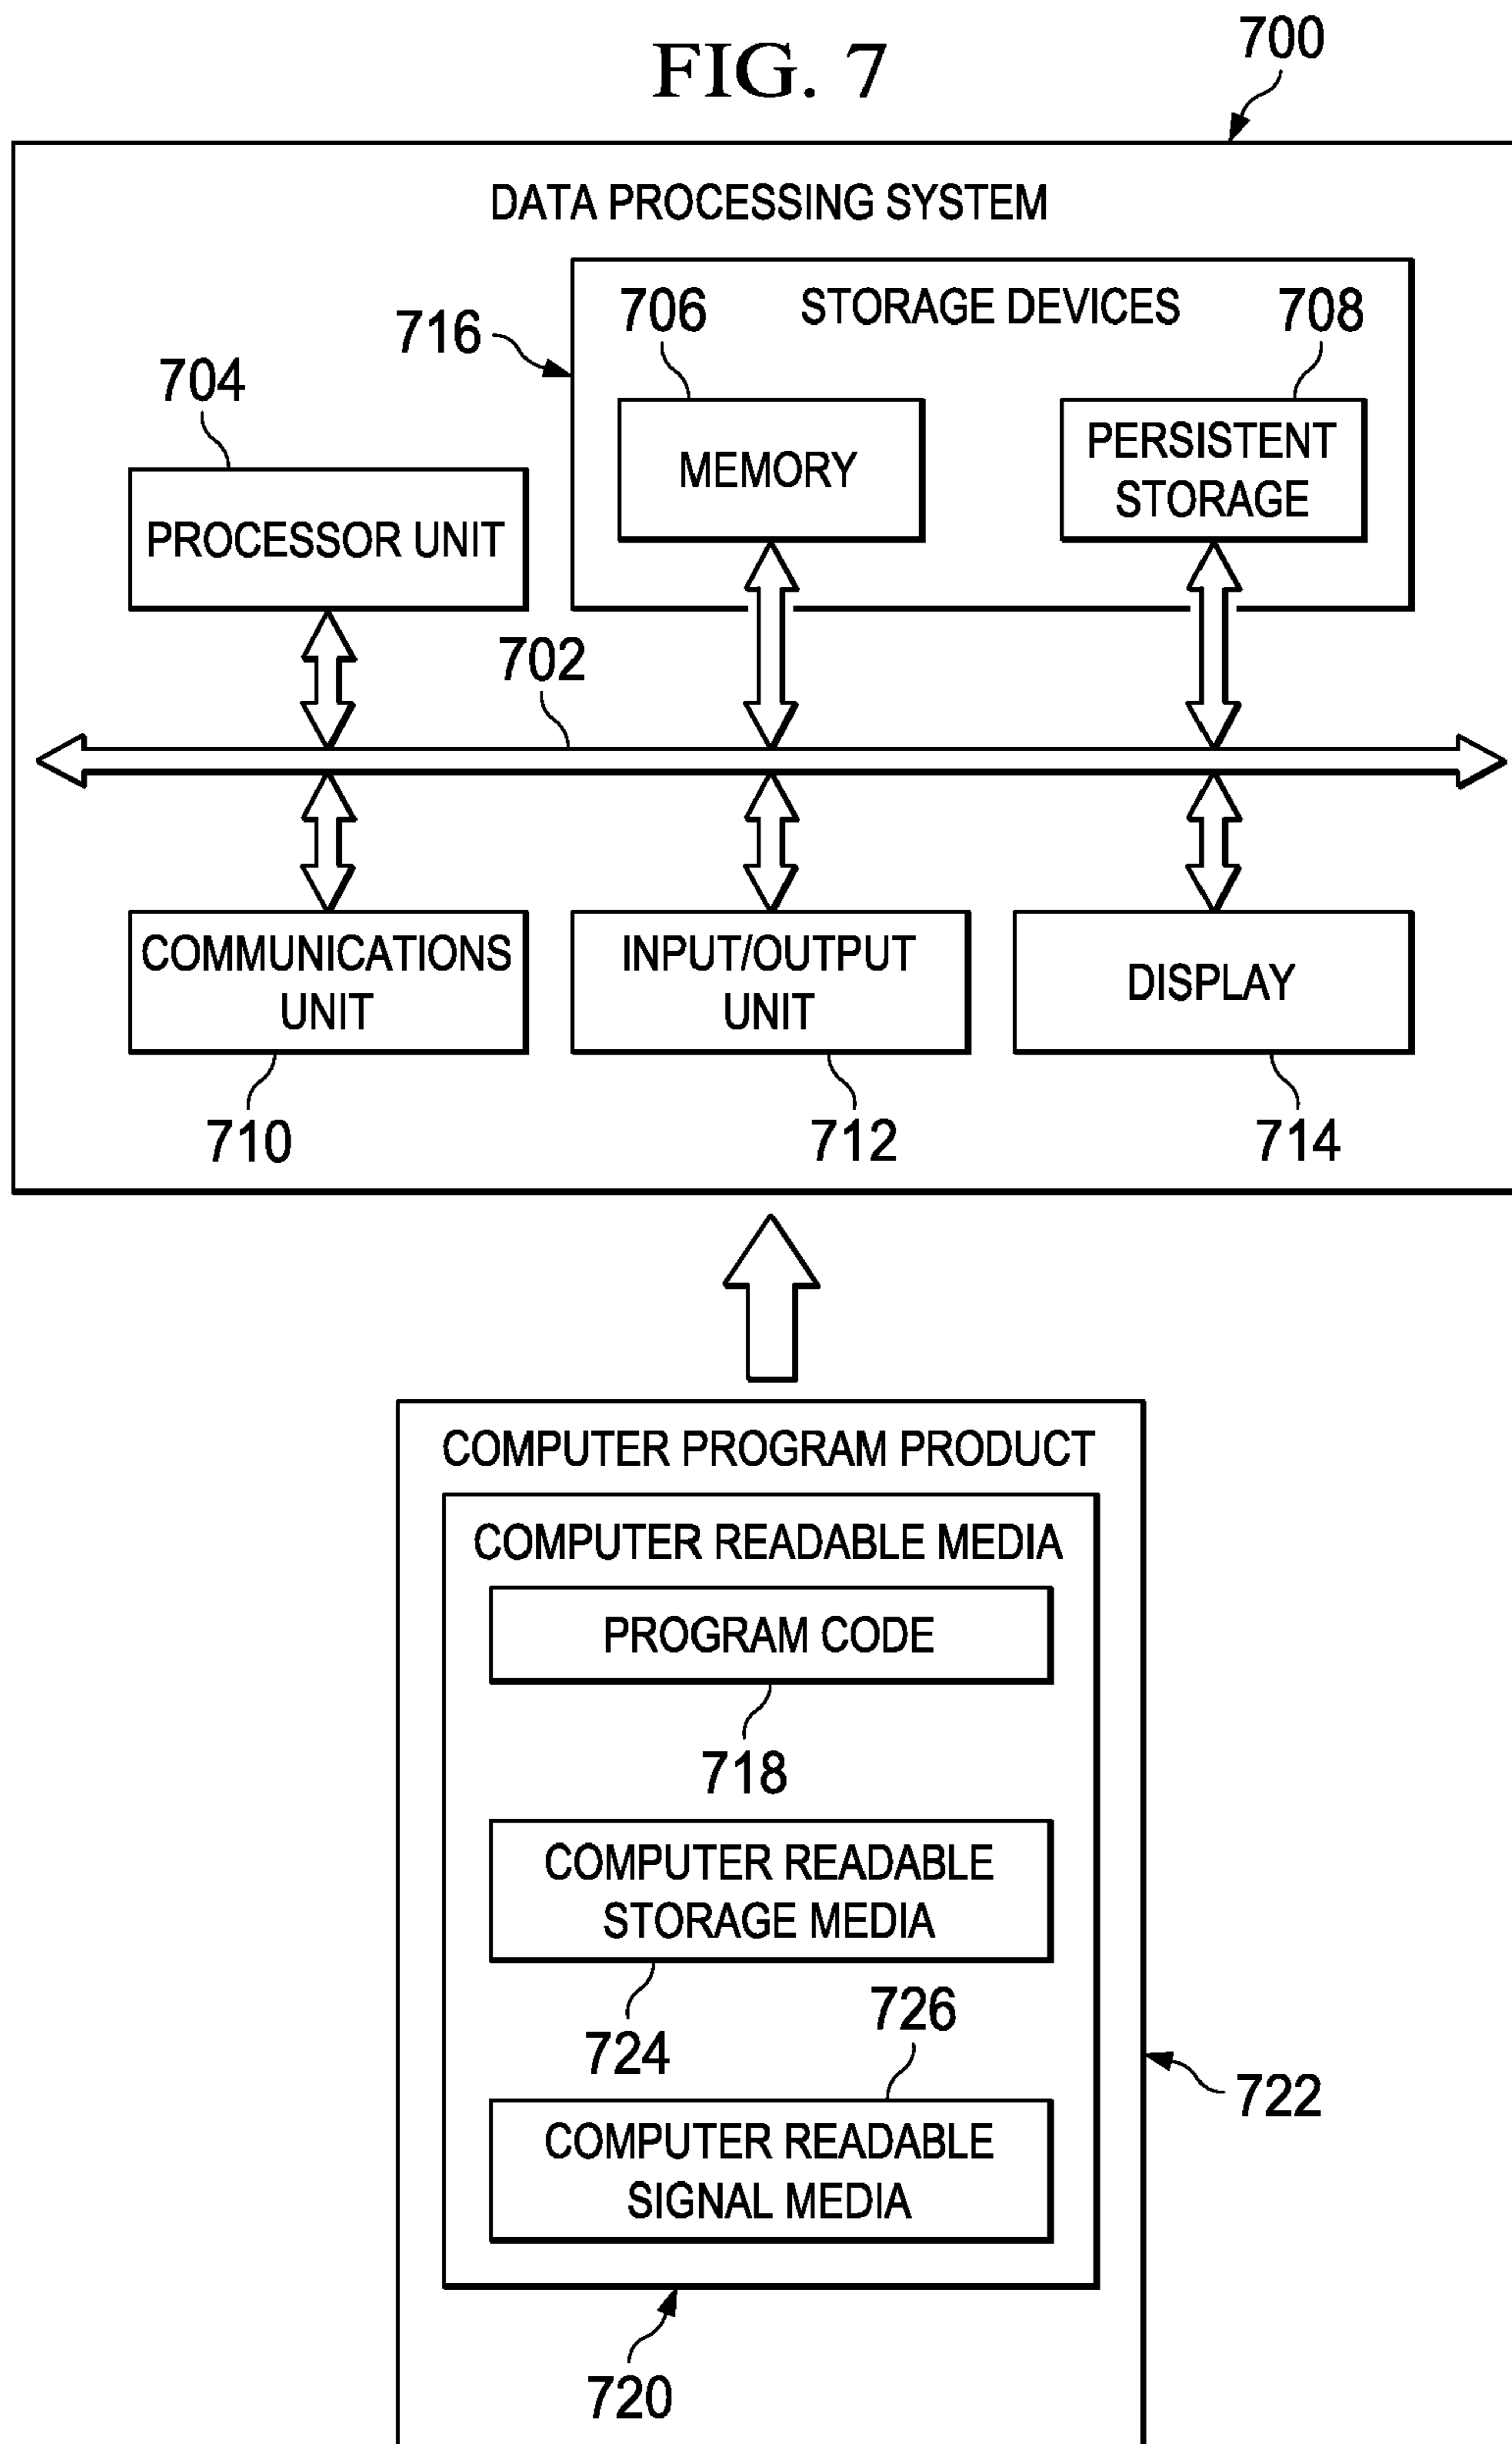 FIG. 7
700
DATA PROCESSING SYSTEM
716
706
STORAGE DEVICES
708
704
MEMORY
PERSISTENT
STORAGE
PROCESSOR UNIT
702
COMMUNICATIONS
UNIT
INPUT/OUTPUT
UNIT
DISPLAY
710
712
714
COMPUTER PROGRAM PRODUCT
COMPUTER READABLE MEDIA
PROGRAM CODE
718
COMPUTER READABLE
STORAGE MEDIA
724
726
722
COMPUTER READABLE
SIGNAL MEDIA
720